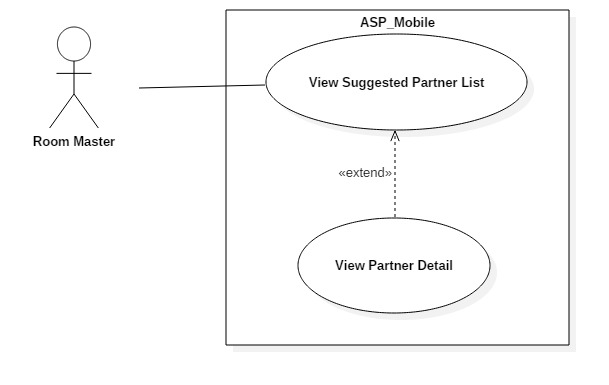 ASP_Mobile
View Suggested Partner List
Room Master
«extend»
View Partner Detail